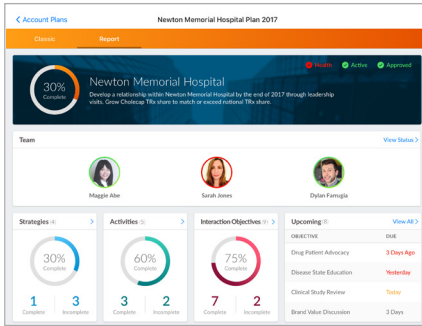 Account Plans
Newton Memorial Hospital Plan 2017
Classic
Report
Health
Active
Approved
30%
Complete
Newton Memorial Hospital
Develop a relationship within Newton Memorial Hospital by the end of 2017 through leadership
visits. Grow Cholecap TRx share to match or exceed national TRx share.
Team
View Status
Maggie Abe
Sarah Jones
Dylan Farrugia
Strategies (4)
30%
Complete
1
Complete
3
Incomplete
Activities (5)
60%
Complete
3
Complete
2
Incomplete
Interaction Objectives (9)
75%
Complete
7
Complete
2
Incomplete
Upcoming
View All
OBJECTIVE
DUE
Drug Patient Advocacy
3 Days Ago
Disease State Education
Yesterday
Clinical Study Review
Today
Brand Value Discussion
3 Days